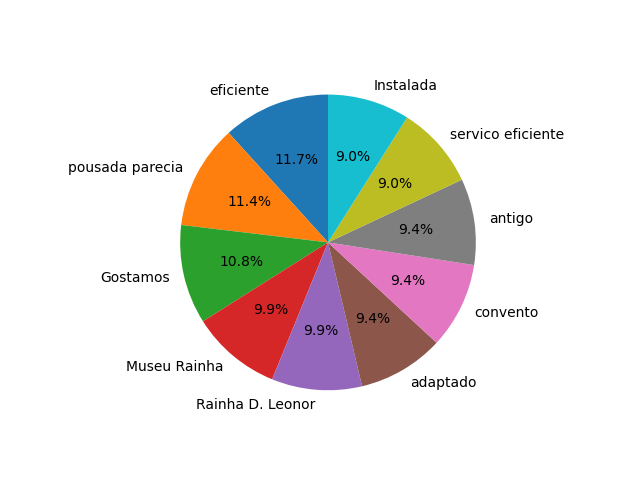 Instalada
eficiente
servico eficiente
11.7%
9.0%
pousada parecia
9.0%
11.4%
antigo
9.4%
10.8%
Gostamos
9.4%
convento
9.9%
9.4%
9.9%
Museu Rainha
adaptado
Rainha D. Leonor